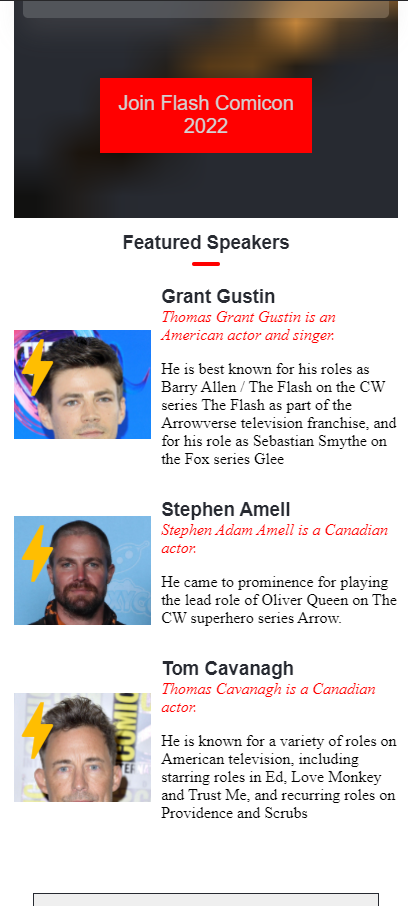 Join Flash Comicon
2022
Featured Speakers
Grant Gustin
Thomas Grant Gustin is an
American actor and singer.
He is best known for his roles as
Barry Allen / The Flash on the CW
series The Flash as part of the
Arrowverse television franchise, and
for his role as Sebastian Smythe on
the Fox series Glee
Stephen Amell
Stephen Adam Amell is a Canadian
actor.
He came to prominence for playing
the lead role of Oliver Queen on The
CW superhero series Arrow.
Tom Cavanagh
Thomas Cavanagh is a Canadian
actor.
He is known for a variety of roles on
American television, including
starring roles in Ed, Love Monkey
and Trust Me, and recurring roles on
Providence and Scrubs